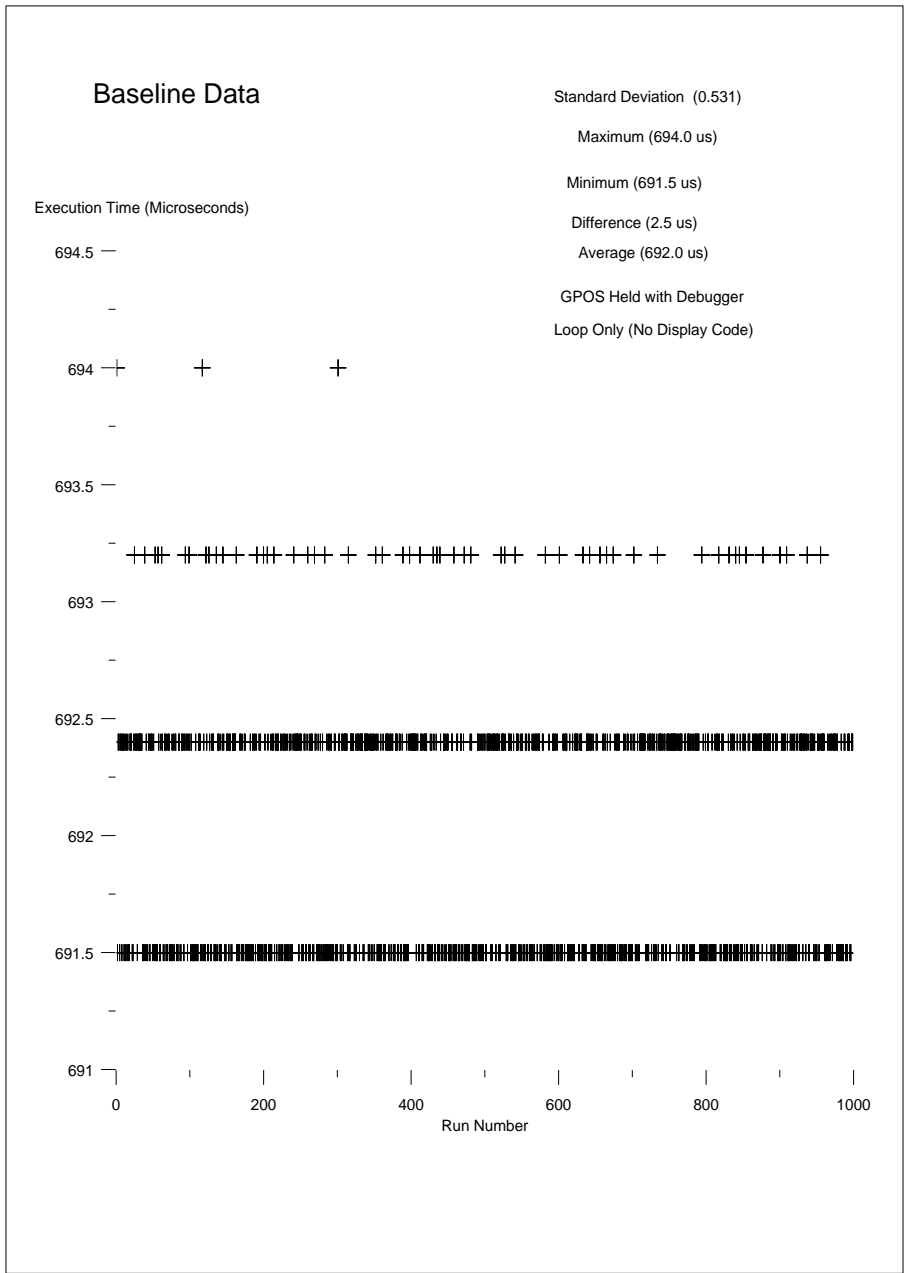 Baseline Data
Standard Deviation (0.531)
Maximum (694.0 us)
Minimum (691.5 us)
Difference (2.5 us)
Average (692.0 us)
GPOS Held with Debugger
Loop Only (No Display Code)
Execution Time (Microseconds)
694.5
694
693.5
693
692.5
692
691.5
691
0 200 400 600 800 1000
Run Number